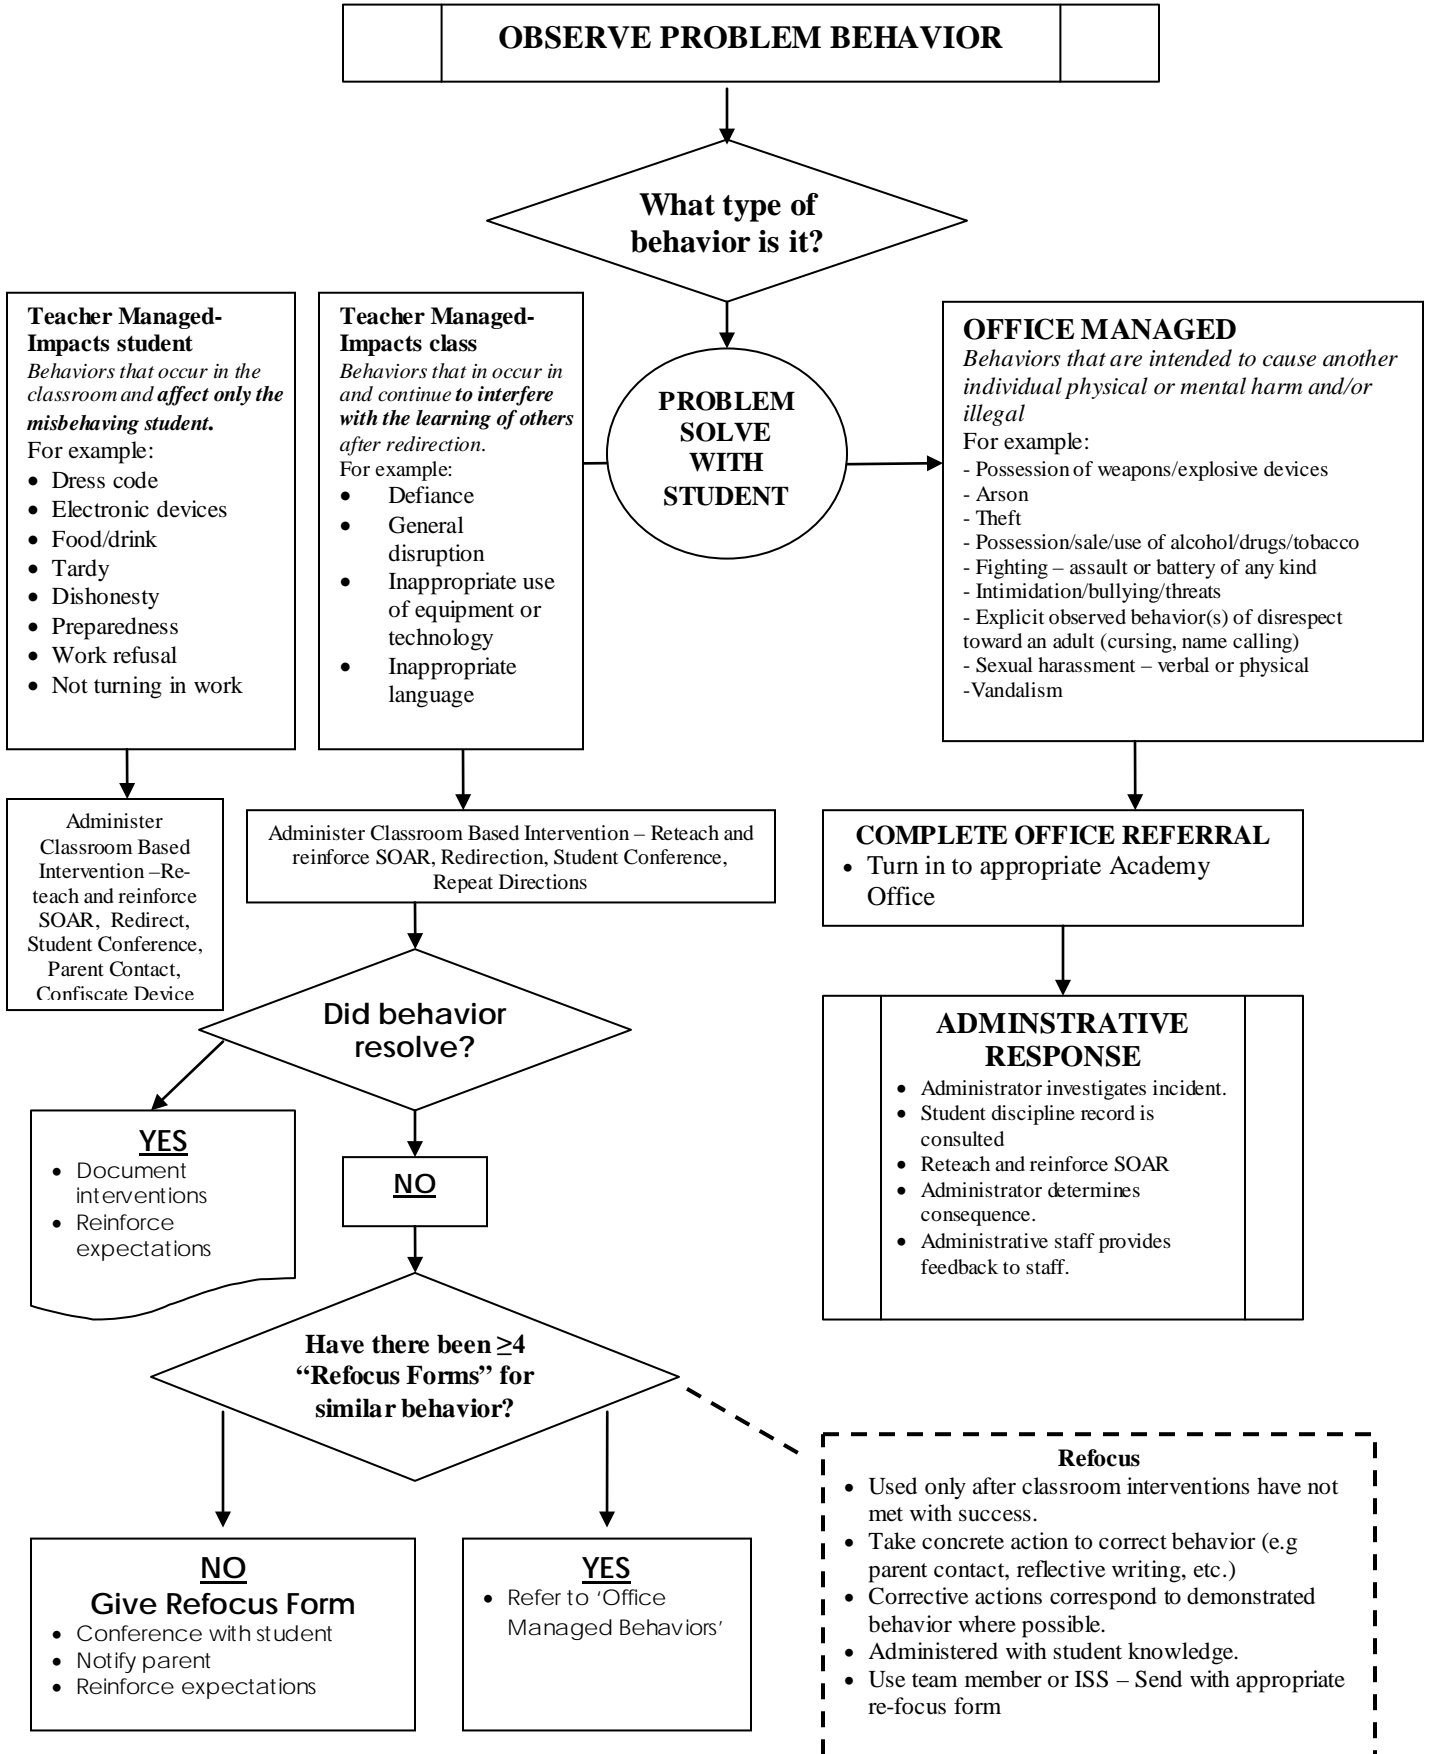 OBSERVE PROBLEM BEHAVIOR
What type of
behavior is it?
Teacher Managed-
Impacts student
Behaviors that occur in the
classroom and affect only the
misbehaving student.
For example:
• Dress code
• Electronic devices
• Food/drink
• Tardy
• Dishonesty
• Preparedness
• Work refusal
• Not turning in work
Teacher Managed-
Impacts class
Behaviors that in occur in
and continue to interfere
with the learning of others
after redirection.
For example:
• Defiance
• General
disruption
• Inappropriate use
of equipment or
technology
• Inappropriate
language
PROBLEM
SOLVE
WITH
STUDENT
OFFICE MANAGED
Behaviors that are intended to cause another
individual physical or mental harm and/or
illegal
For example:
- Possession of weapons/explosive devices
- Arson
- Theft
- Possession/sale/use of alcohol/drugs/tobacco
- Fighting – assault or battery of any kind
- Intimidation/bullying/threats
- Explicit observed behavior(s) of disrespect
toward an adult (cursing, name calling)
- Sexual harassment – verbal or physical
-Vandalism
Administer
Classroom Based
Intervention –Re-
teach and reinforce
SOAR, Redirect,
Student Conference,
Parent Contact,
Confiscate Device
Administer Classroom Based Intervention – Reteach and
reinforce SOAR, Redirection, Student Conference,
Repeat Directions
COMPLETE OFFICE REFERRAL
• Turn in to appropriate Academy
Office
Did behavior
resolve?
ADMINSTRATIVE
RESPONSE
• Administrator investigates incident.
• Student discipline record is
consulted
• Reteach and reinforce SOAR
• Administrator determines
consequence.
• Administrative staff provides
feedback to staff.
YES
• Document
interventions
• Reinforce
expectations
NO
Have there been ≥4
“Refocus Forms” for
similar behavior?
NO
Give Refocus Form
• Conference with student
• Notify parent
• Reinforce expectations
YES
• Refer to ‘Office
Managed Behaviors’
Refocus
• Used only after classroom interventions have not
met with success.
• Take concrete action to correct behavior (e.g
parent contact, reflective writing, etc.)
• Corrective actions correspond to demonstrated
behavior where possible.
• Administered with student knowledge.
• Use team member or ISS – Send with appropriate
re-focus form